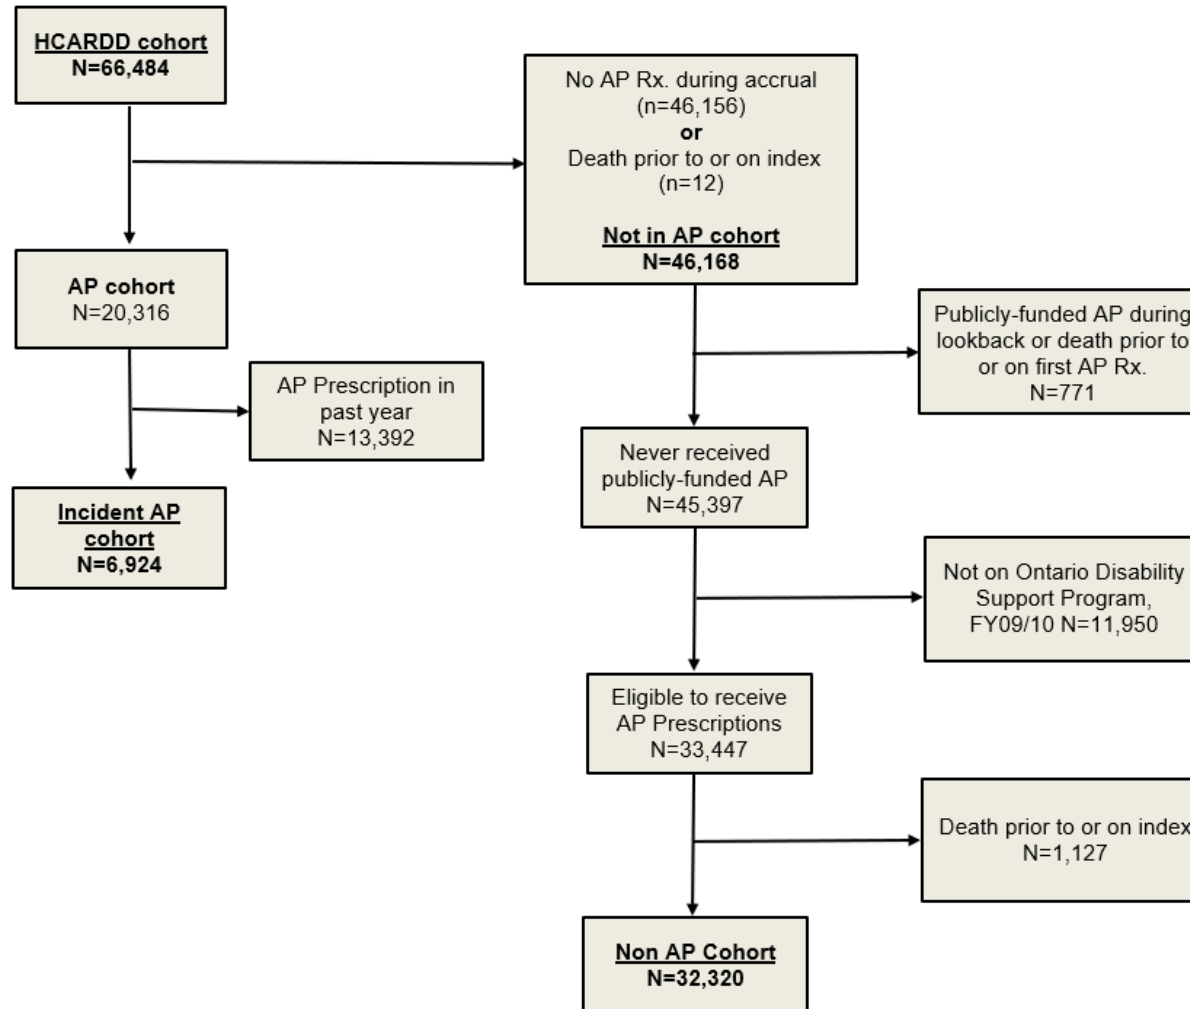 HCARDD cohort
N=66,484
No AP Rx. during accrual
(n=46,156)
or
Death prior to or on index
(n=12)
Not in AP cohort
N=46,168
AP cohort
N=20,316
Publicly-funded AP during
lookback or death prior to
or on first AP Rx.
N=771
AP Prescription in
past year
N=13,392
Never received
publicly-funded AP
N=45,397
Incident AP
cohort
N=6,924
Not on Ontario Disability
Support Program,
FY09/10 N=11,950
Eligible to receive
AP Prescriptions
N=33,447
Death prior to or on index
N=1,127
Non AP Cohort
N=32,320